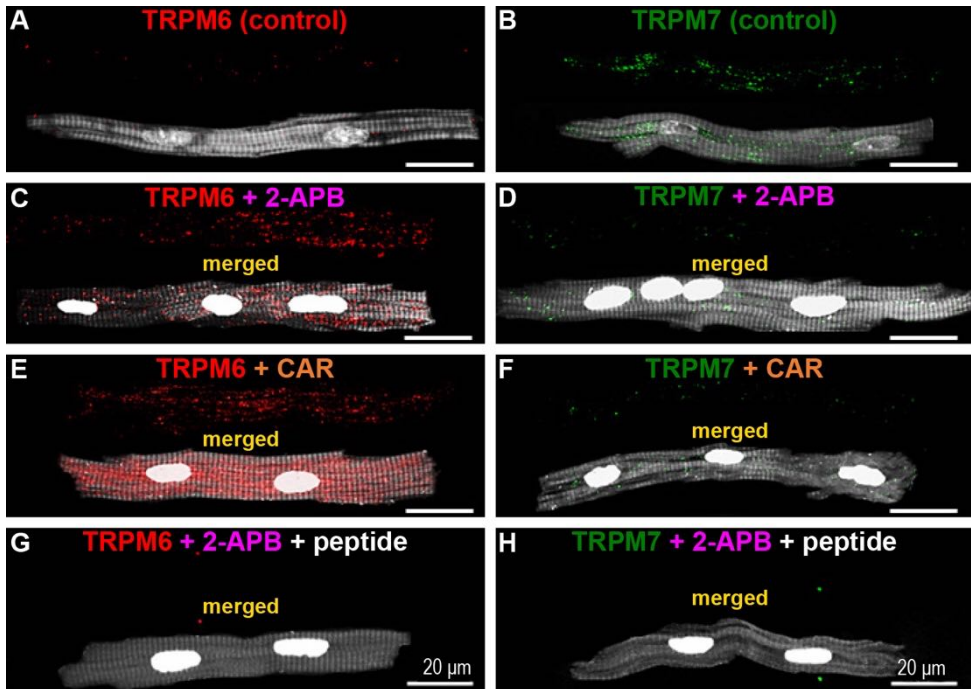 A TRPM6 (control)
B TRPM7 (control)
C TRPM6 + 2-APB
merged
D TRPM7 + 2-APB
merged
E TRPM6 + CAR
merged
F TRPM7 + CAR
merged
G TRPM6 + 2-APB + peptide
merged
20 µm
H TRPM7 + 2-APB + peptide
merged
20 µm